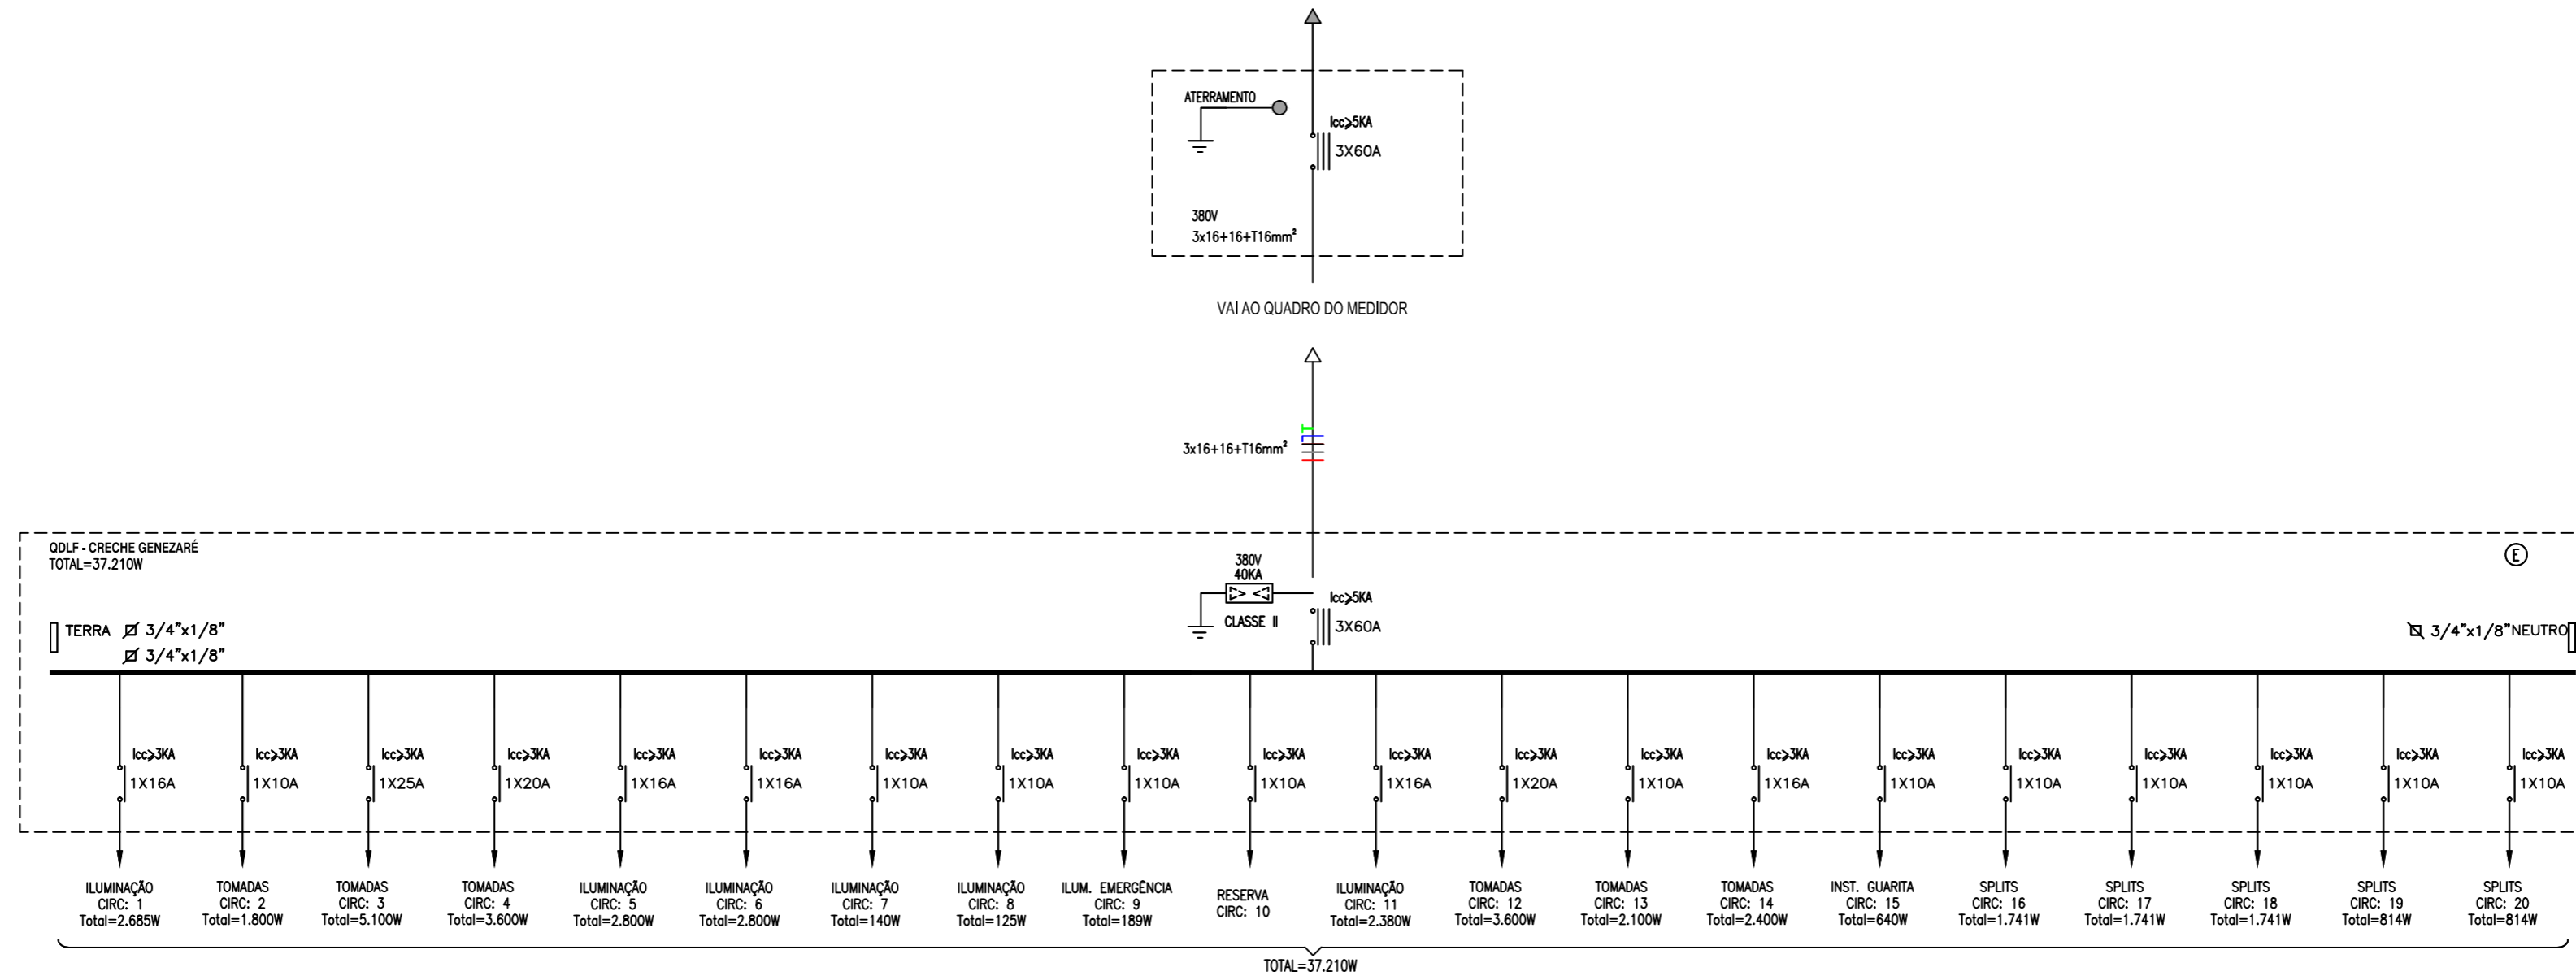 ATERRAMENTO
Icc≥5KA
3X60A
380V
3x16+16+T16mm²
VAI AO QUADRO DO MEDIDOR
3x16+16+T16mm²
QDLF - CRECHE GENEZARÉ
TOTAL=37.210W
E
380V
40KA
CLASSE II
Icc≥5KA
3X60A
TERRA 3/4"x1/8"
3/4"x1/8"
3/4"x1/8" NEUTRO
Icc≥3KA
1X16A
Icc≥3KA
1X10A
Icc≥3KA
1X25A
Icc≥3KA
1X20A
Icc≥3KA
1X16A
Icc≥3KA
1X16A
Icc≥3KA
1X10A
Icc≥3KA
1X10A
Icc≥3KA
1X10A
Icc≥3KA
1X10A
Icc≥3KA
1X16A
Icc≥3KA
1X20A
Icc≥3KA
1X10A
Icc≥3KA
1X16A
Icc≥3KA
1X10A
Icc≥3KA
1X10A
Icc≥3KA
1X10A
Icc≥3KA
1X10A
Icc≥3KA
1X10A
Icc≥3KA
1X10A
ILUMINAÇÃO
CIRC: 1
Total=2.685W
TOMADAS
CIRC: 2
Total=1.800W
TOMADAS
CIRC: 3
Total=5.100W
TOMADAS
CIRC: 4
Total=3.600W
ILUMINAÇÃO
CIRC: 5
Total=2.800W
ILUMINAÇÃO
CIRC: 6
Total=2.800W
ILUMINAÇÃO
CIRC: 7
Total=140W
ILUMINAÇÃO
CIRC: 8
Total=125W
ILUM. EMERGÊNCIA
CIRC: 9
Total=189W
RESERVA
CIRC: 10
ILUMINAÇÃO
CIRC: 11
Total=2.380W
TOMADAS
CIRC: 12
Total=3.600W
TOMADAS
CIRC: 13
Total=2.100W
TOMADAS
CIRC: 14
Total=2.400W
INST. GUARITA
CIRC: 15
Total=640W
SPLITS
CIRC: 16
Total=1.741W
SPLITS
CIRC: 17
Total=1.741W
SPLITS
CIRC: 18
Total=1.741W
SPLITS
CIRC: 19
Total=814W
SPLITS
CIRC: 20
Total=814W
TOTAL=37.210W